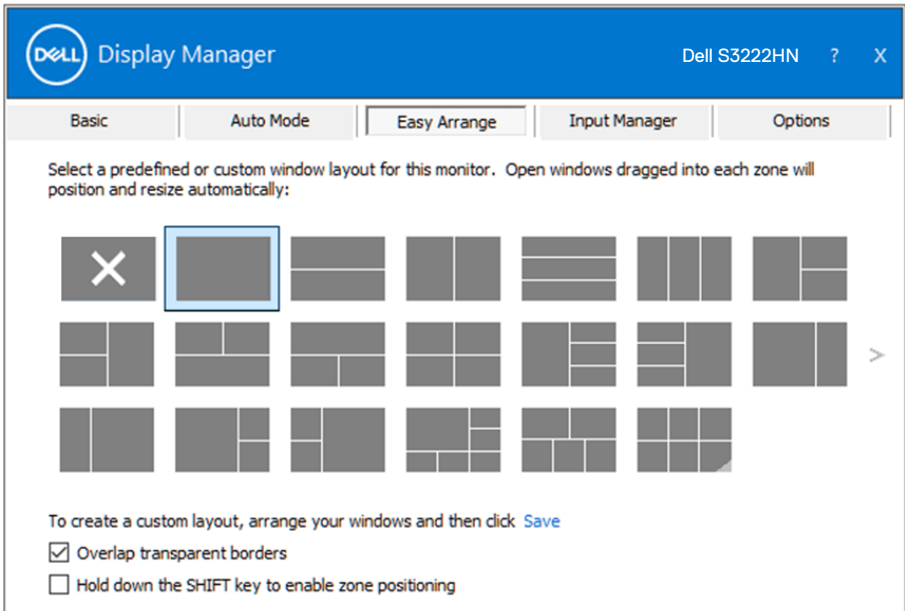 DELL Display Manager Dell S3222HN ? X
Basic Auto Mode Easy Arrange Input Manager Options
Select a predefined or custom window layout for this monitor. Open windows dragged into each zone will
position and resize automatically:
>
To create a custom layout, arrange your windows and then click Save
Overlap transparent borders
Hold down the SHIFT key to enable zone positioning